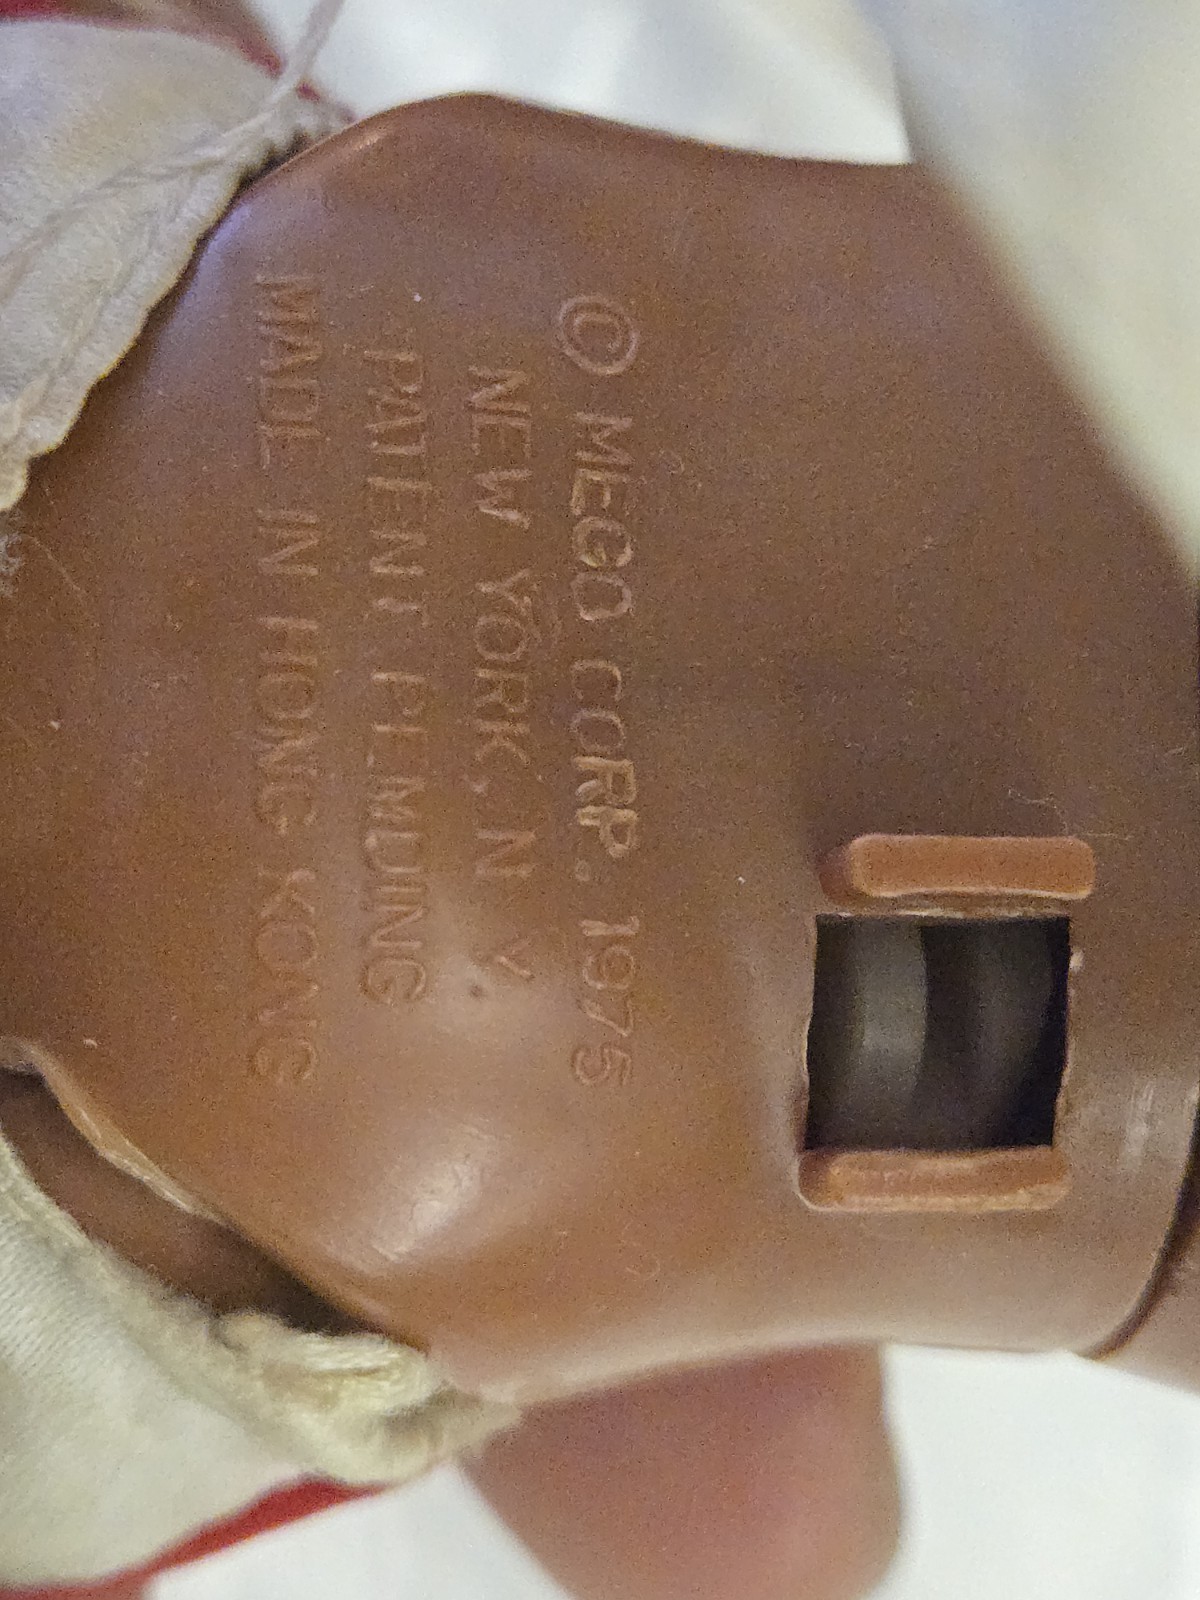 © MEGO CORP. 1975
NEW YORK, N Y
PATENT PENDING
MADE IN HONG KONG